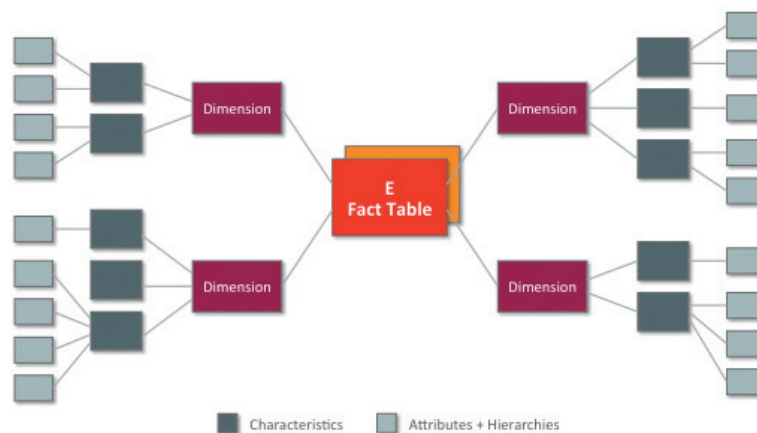 Dimension
Dimension
E
Fact Table
Dimension
Dimension
Characteristics
Attributes + Hierarchies